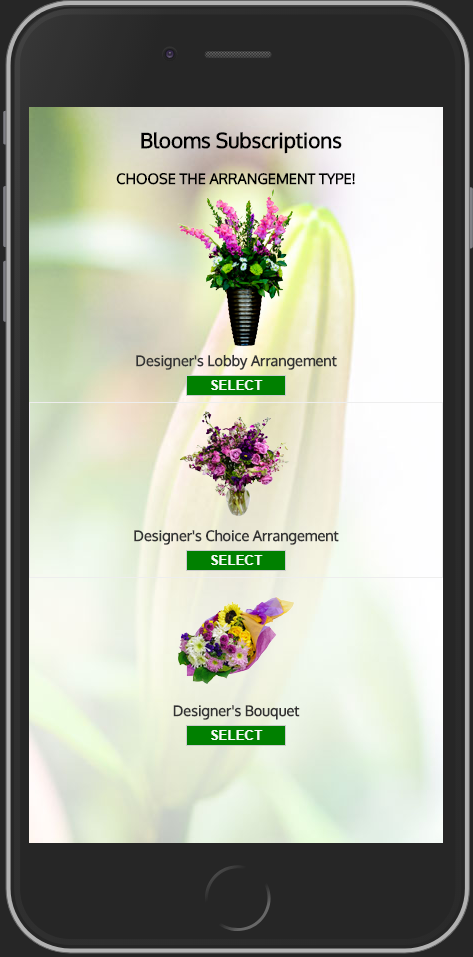 Blooms Subscriptions
CHOOSE THE ARRANGEMENT TYPE!
Designer's Lobby Arrangement
SELECT
Designer's Choice Arrangement
SELECT
Designer's Bouquet
SELECT